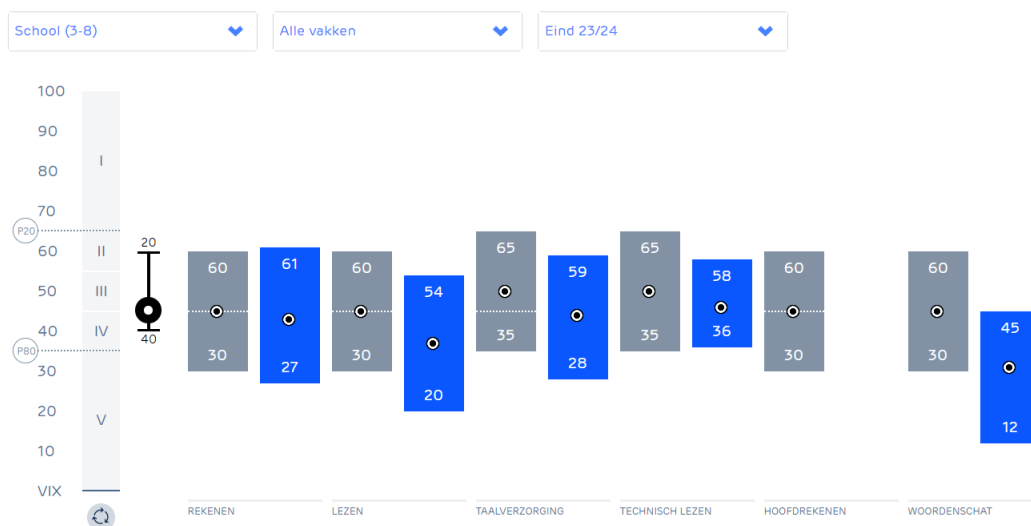 School (3-8)
Alle vakken
Eind 23/24
100
90
80
70
60
50
40
30
20
10
VIX
P20
P80
I
II
III
IV
V
20
40
60
30
61
27
60
30
54
20
65
35
59
28
65
35
58
36
60
30
60
30
45
12
REKENEN
LEZEN
TAALVERZORGING
TECHNISCH LEZEN
HOOFDREKENEN
WOORDENSCHAT